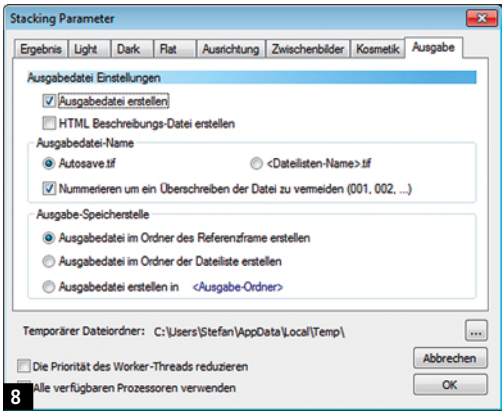 Stacking Parameter
Ergebnis Light Dark Flat Ausrichtung Zwischenbilder Kosmetik Ausgabe
Ausgabedatei Einstellungen
Ausgabedatei erstellen
HTML Beschreibungs-Datei erstellen
Ausgabedatei-Name
Autosave.tif <Dateilisten-Name>.tif
Nummerieren um ein Überschreiben der Datei zu vermeiden (001, 002, ...)
Ausgabe-Speicherstelle
Ausgabedatei im Ordner des Referenzframe erstellen
Ausgabedatei im Ordner der Dateiliste erstellen
Ausgabedatei erstellen in <Ausgabe-Ordner>
Temporärer Dateiordner: C:\Users\Stefan\AppData\Local\Temp\ ...
Die Priorität des Worker-Threads reduzieren Abbrechen
Alle verfügbaren Prozessoren verwenden OK
8